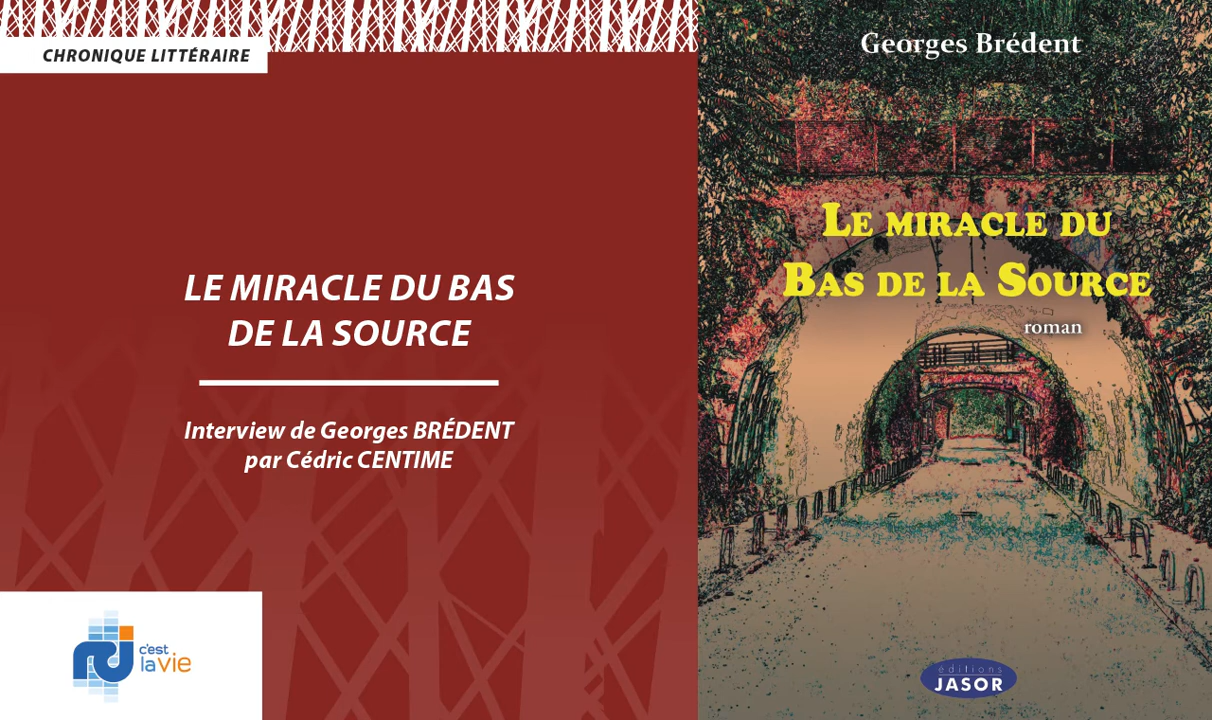 CHRONIQUE LITTÉRAIRE
LE MIRACLE DU BAS
DE LA SOURCE
Interview de Georges BRÉDENT
par Cédric CENTIME
c'est
la vie
Georges Brédent
Le miracle du
Bas de la Source
roman
éditions
JASOR